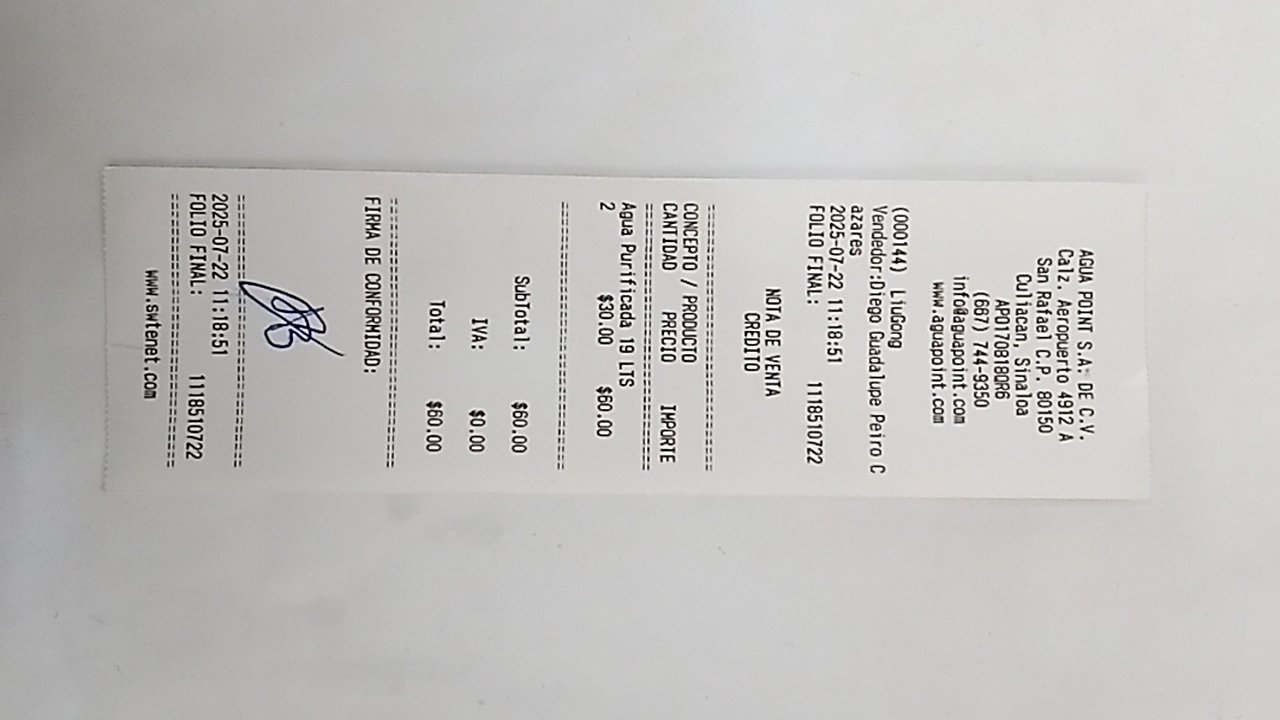 AGUA POINT S.A. DE C.V.
Calz. Aeropuerto 4912 A
San Rafael C.P. 80150
Culiacan, Sinaloa
APO170818QR6
(667) 744-9350
info@aguapoint.com
www.aguapoint.com
(000144) LiuGong
Vendedor:Diego Guadalupe Peiro C
azares
2025-07-22 11:18:51
FOLIO FINAL: 1118510722
NOTA DE VENTA
CREDITO
==============================
CONCEPTO / PRODUCTO
CANTIDAD PRECIO IMPORTE
==============================
Agua Purificada 19 LTS
2 $30.00 $60.00
==============================
SubTotal: $60.00
IVA: $0.00
Total: $60.00
==============================
FIRMA DE CONFORMIDAD:
==============================
2025-07-22 11:18:51
FOLIO FINAL: 1118510722
==============================
www.swtenet.com